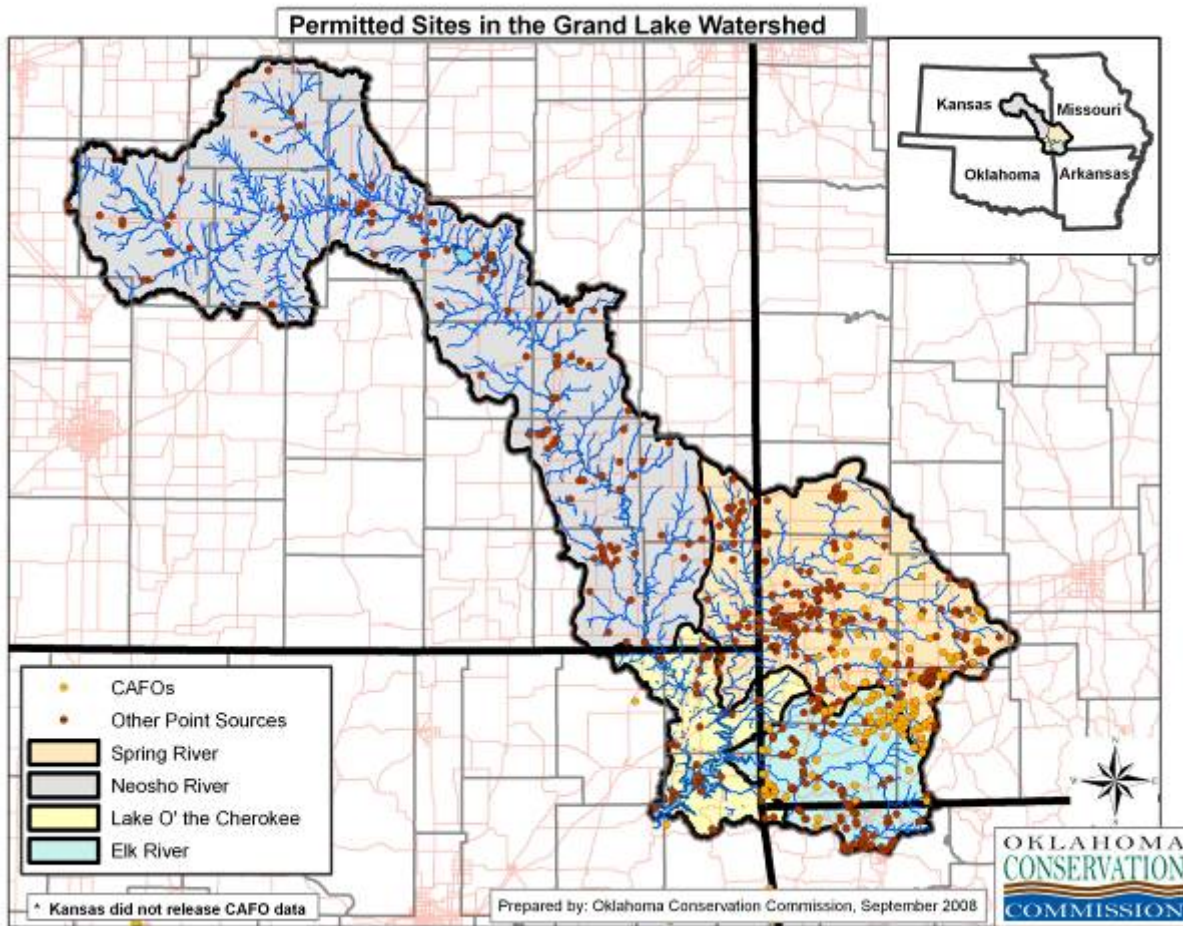 Permitted Sites in the Grand Lake Watershed
Kansas
Missouri
Oklahoma
Arkansas
CAFOs
Other Point Sources
Spring River
Neosho River
Lake O' the Cherokee
Elk River
* Kansas did not release CAFO data
Prepared by: Oklahoma Conservation Commission, September 2008
OKLAHOMA
CONSERVATION
COMMISSION